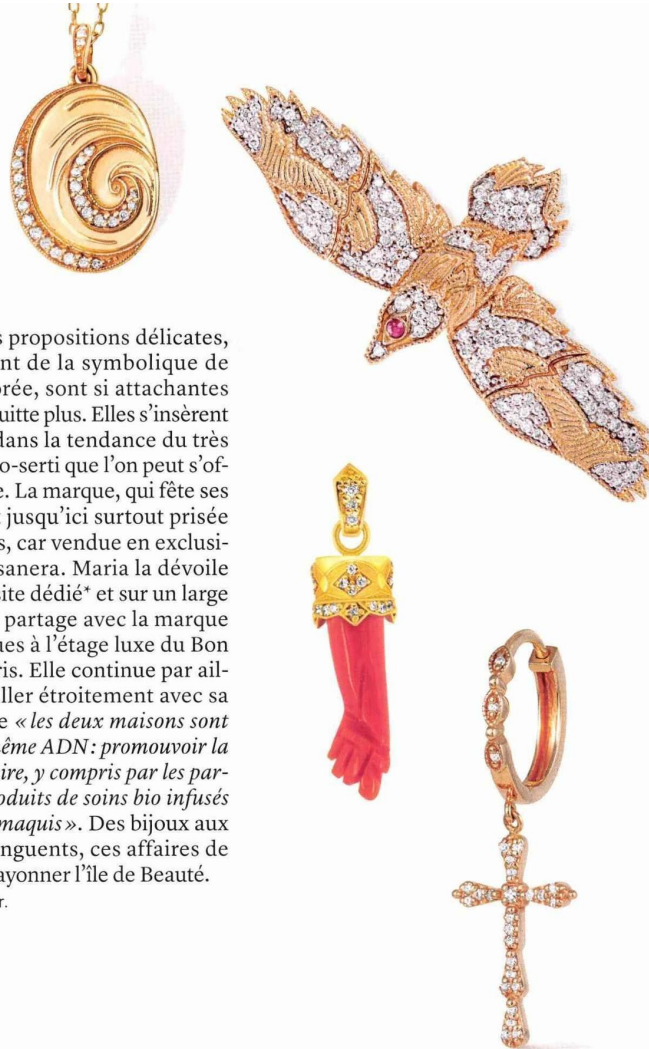 s propositions délicates,
nt de la symbolique de
orée, sont si attachantes
uitte plus. Elles s'insèrent
dans la tendance du très
o-serti que l'on peut s'of-
e. La marque, qui fête ses
t jusqu'ici surtout prisée
s, car vendue en exclusi-
sanera. Maria la dévoile
site dédié* et sur un large
partage avec la marque
ues à l'étage luxe du Bon
ris. Elle continue par ail-
ller étroitement avec sa
e « les deux maisons sont
nême ADN : promouvoir la
ire, y compris par les par-
oduits de soins bio infusés
maquis ». Des bijoux aux
nguents, ces affaires de
ayonner l'île de Beauté.
r.